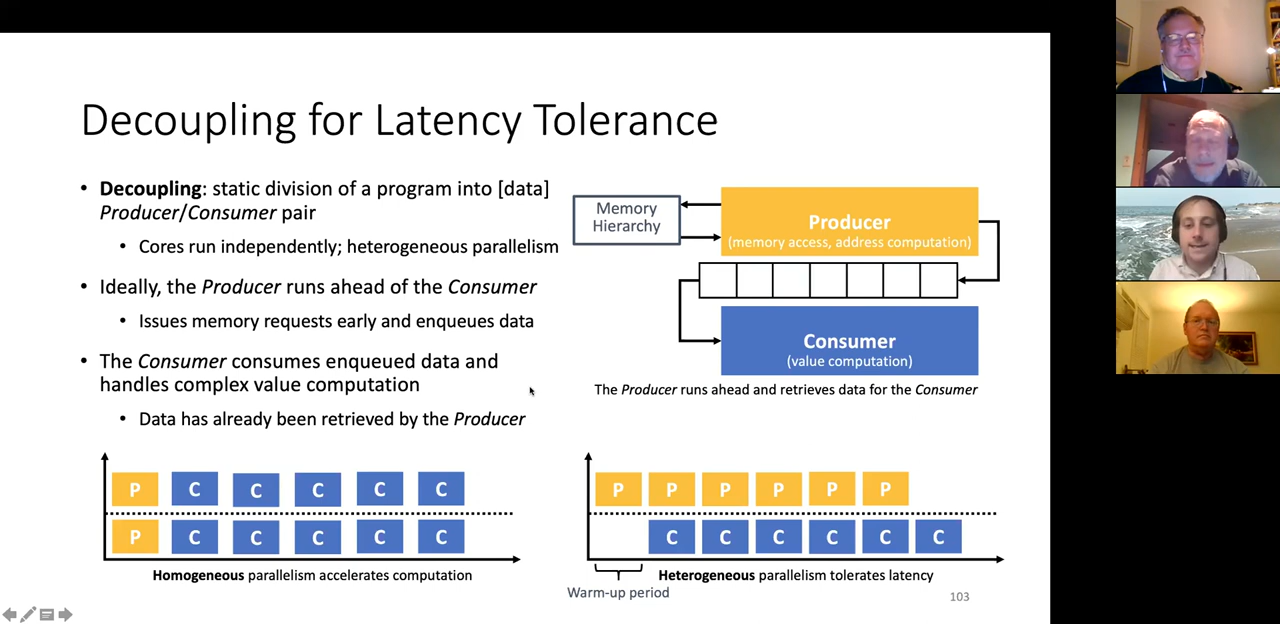 Decoupling for Latency Tolerance
• Decoupling: static division of a program into [data]
Producer/Consumer pair
• Cores run independently; heterogeneous parallelism
• Ideally, the Producer runs ahead of the Consumer
• Issues memory requests early and enqueues data
• The Consumer consumes enqueued data and
handles complex value computation
• Data has already been retrieved by the Producer
Memory
Hierarchy
Producer
(memory access, address computation)
Consumer
(value computation)
The Producer runs ahead and retrieves data for the Consumer
P C C C C C
P C C C C C
Homogeneous parallelism accelerates computation
P P P P P P
C C C C C C
Heterogeneous parallelism tolerates latency
Warm-up period
103